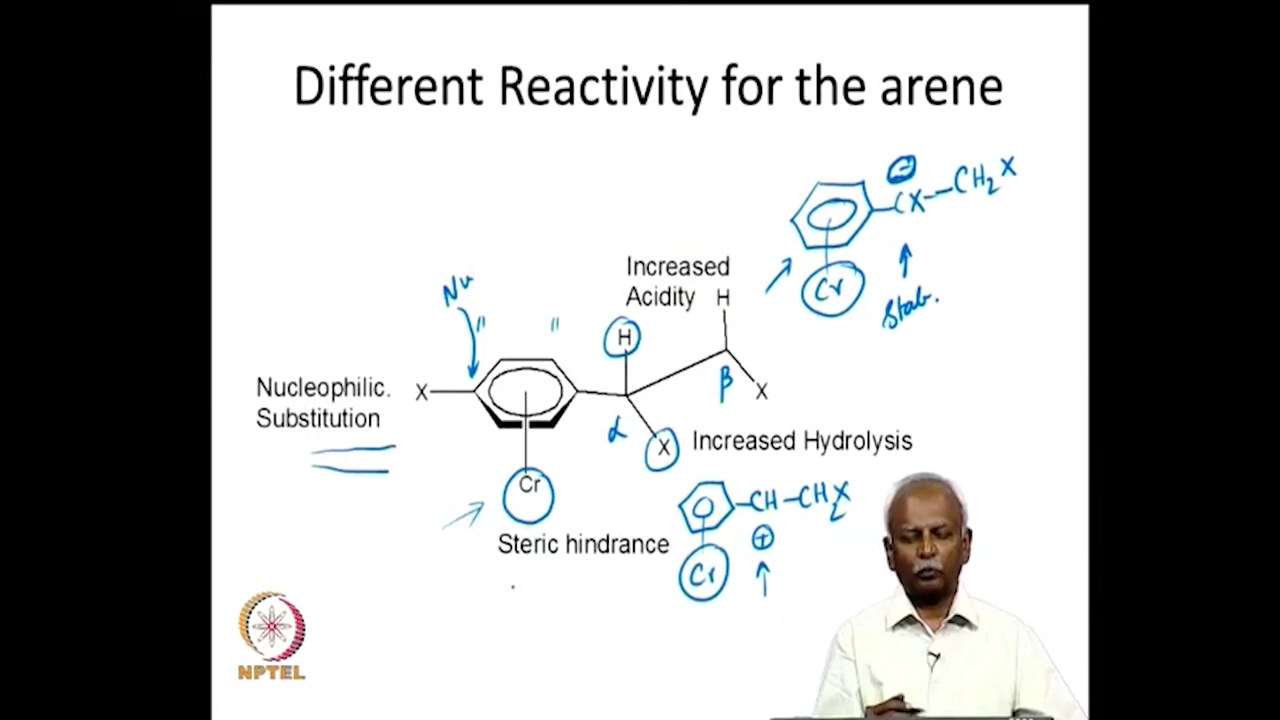 Different Reactivity for the arene
CX-CH2X
Cr
Stab.
Increased
Acidity H
Nu
" "
H
Nucleophilic. X
Substitution
β X
α
X Increased Hydrolysis
Cr
CH-CH2X
Steric hindrance
Cr
NPTEL